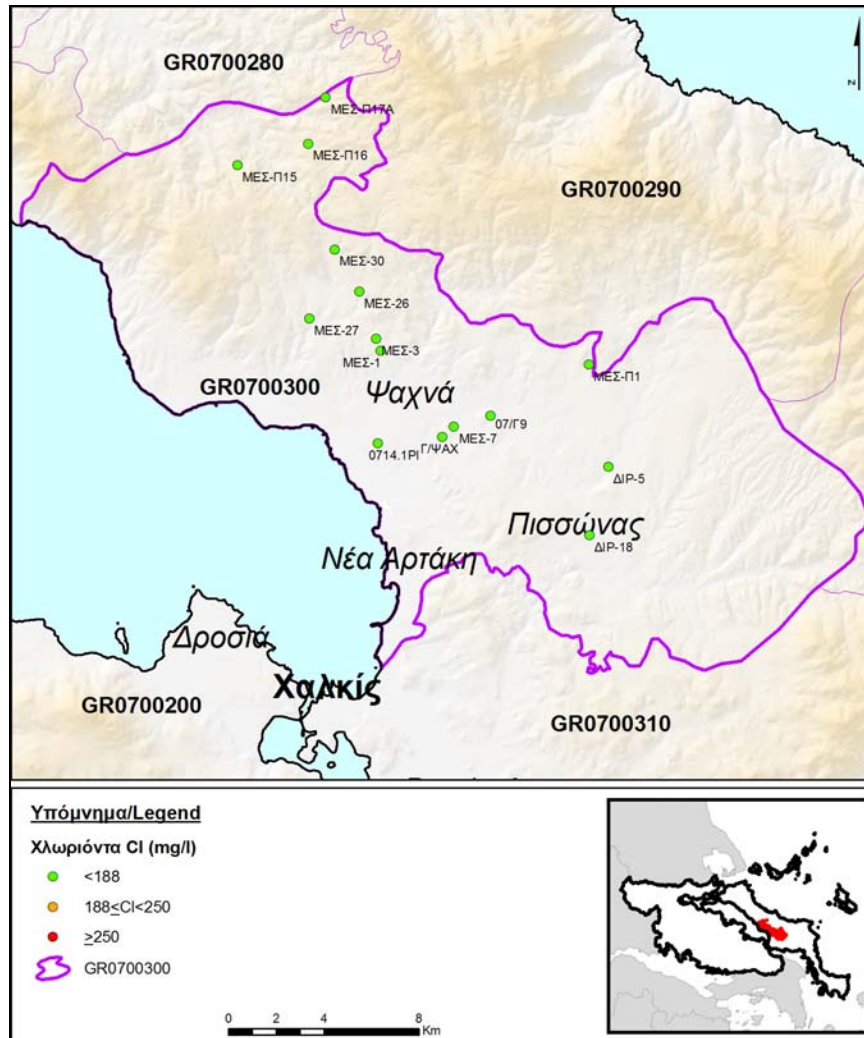 GR0700280
z
ΜΕΣ-Π17Α
ΜΕΣ-Π16
ΜΕΣ-Π15
GR0700290
ΜΕΣ-30
ΜΕΣ-26
ΜΕΣ-27
ΜΕΣ-3
ΜΕΣ-1
ΜΕΣ-Π1
GR0700300
Ψαχνά
07/Γ9
ΜΕΣ-7
Γ/ΨΑΧ
0714.1PI
ΔΙΡ-5
Πισσώνας
ΔΙΡ-18
Νέα Αρτάκη
Δροσιά
Χαλκίς
GR0700200
GR0700310
Υπόμνημα/Legend
Χλωριόντα Cl (mg/l)
<188
188≤Cl<250
≥250
GR0700300
0 2 4 8
Km